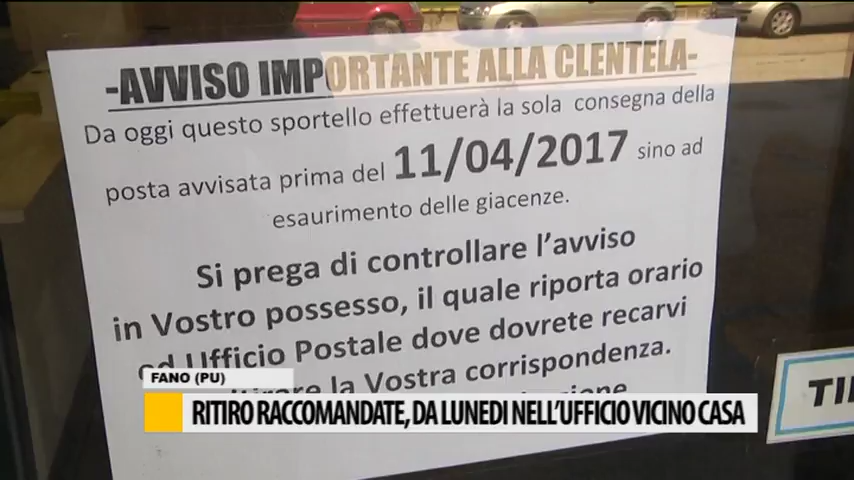 -AVVISO IMPORTANTE ALLA CLENTELA-
Da oggi questo sportello effettuerà la sola consegna della
posta avvisata prima del 11/04/2017 sino ad
esaurimento delle giacenze.
Si prega di controllare l'avviso
in Vostro possesso, il quale riporta orario
ed Ufficio Postale dove dovrete recarvi
la Vostra corrispondenza.
FANO (PU)
RITIRO RACCOMANDATE, DA LUNEDI NELL'UFFICIO VICINO CASA